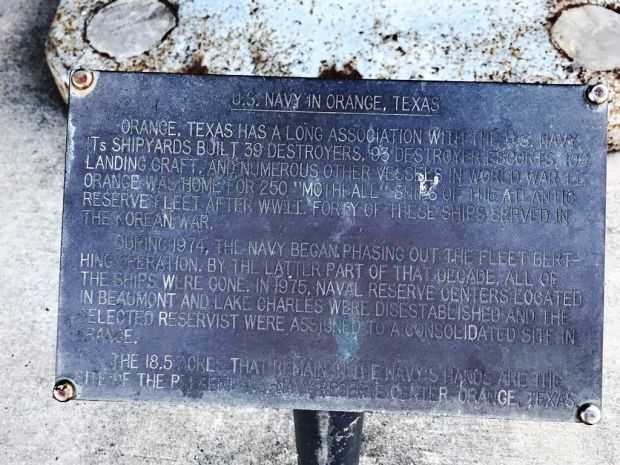 U.S. NAVY IN ORANGE, TEXAS
ORANGE, TEXAS HAS A LONG ASSOCIATION WITH THE U.S. NAVY.
ITs SHIPYARDS BUILT 39 DESTROYERS, 93 DESTROYER ESCORTS,
LANDING CRAFT, AND NUMEROUS OTHER VESSELS IN WORLD WAR II.
ORANGE WAS HOME FOR 250 "MOTHBALL" SHIPS OF THE ATLANTIC
RESERVE FLEET AFTER WWII. FORTY OF THESE SHIPS SERVED IN
THE KOREAN WAR.
DURING 1974, THE NAVY BEGAN PHASING OUT THE FLEET BERT-
HING OPERATION. BY THE LATTER PART OF THAT DECADE, ALL OF
THE SHIPS WERE GONE. IN 1975, NAVAL RESERVE CENTERS LOCATED
IN BEAUMONT AND LAKE CHARLES WERE DISESTABLISHED AND THE
SELECTED RESERVIST WERE ASSIGNED TO A CONSOLIDATED SITE IN
ORANGE.
THE 18.5 ACRES THAT REMAIN IN THE NAVY'S HANDS ARE THE
SITE OF THE PRESENT RESERVE CENTER, ORANGE, TEXAS